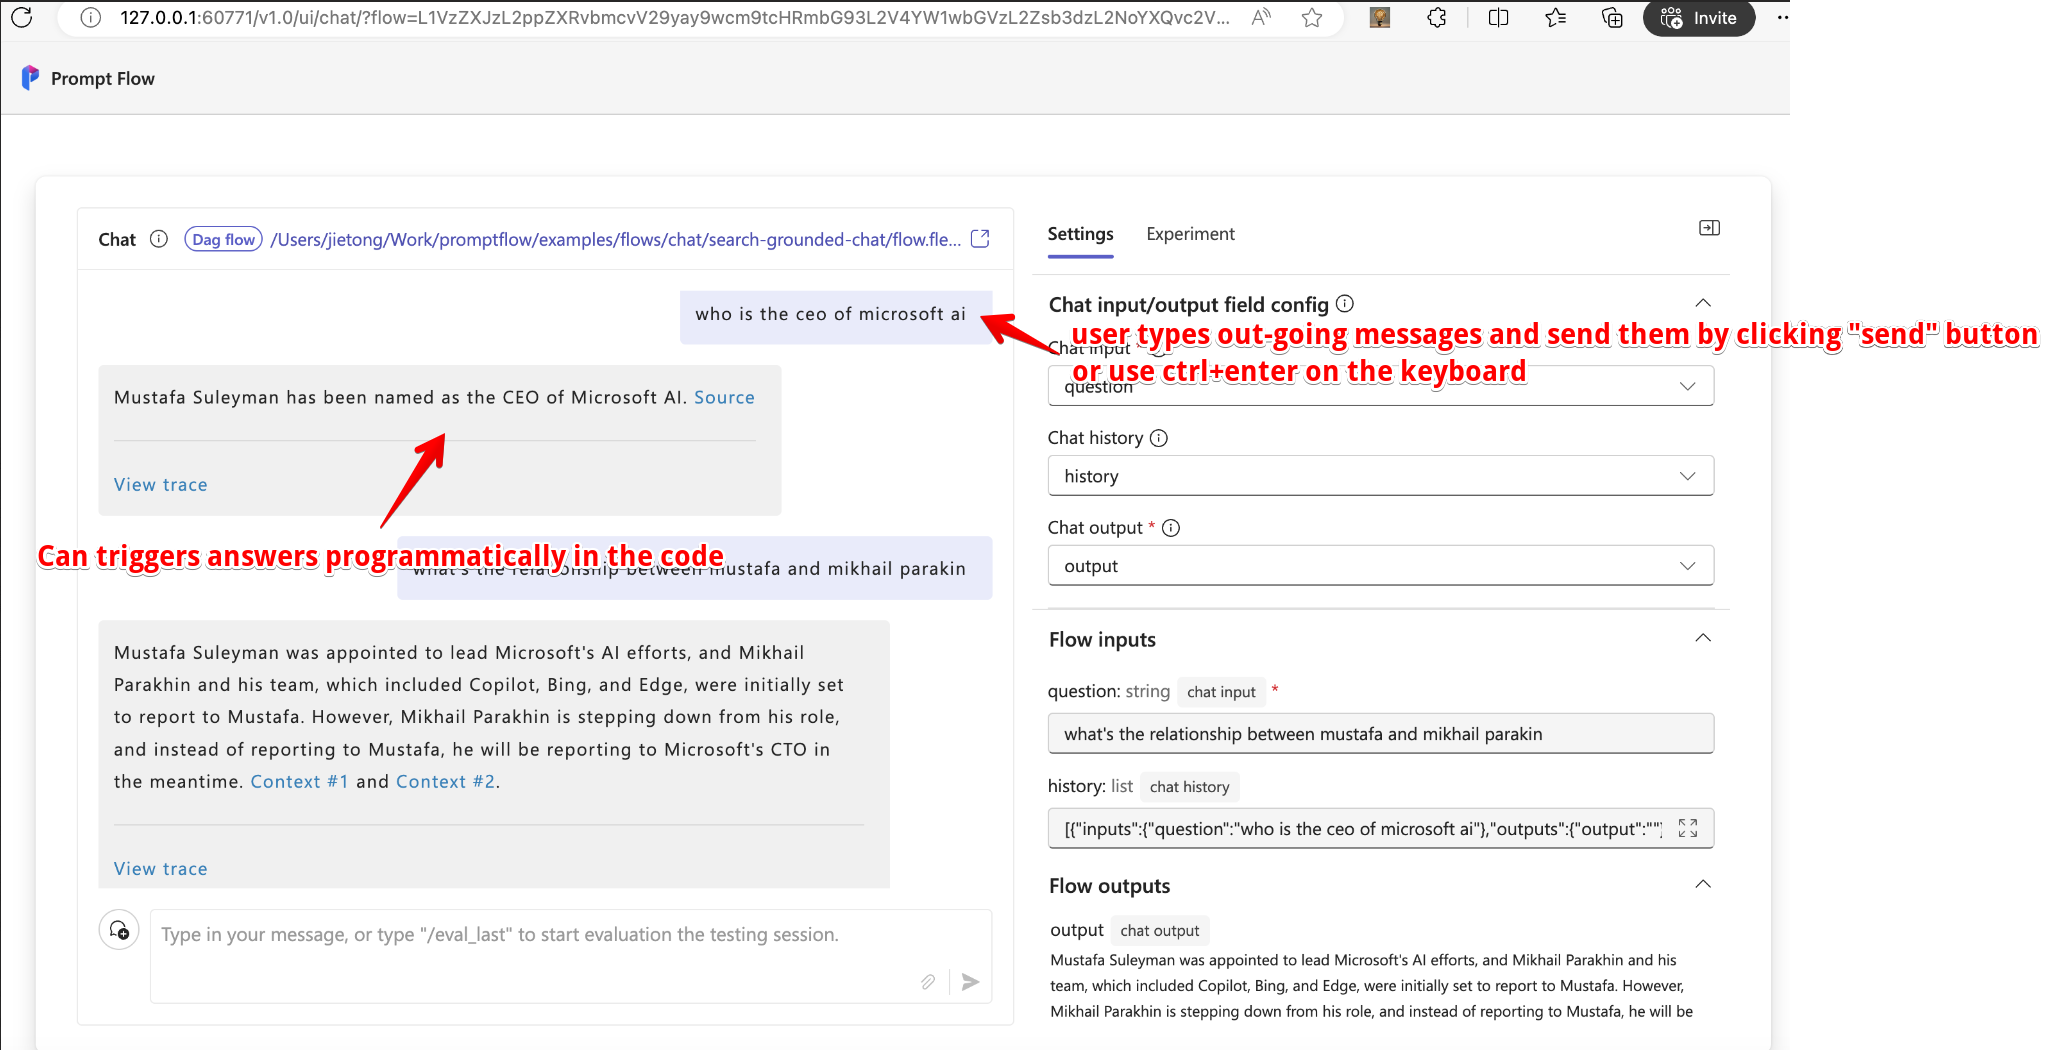 127.0.0.1:60771/v1.0/ui/chat/?flow=L1VzZXJzL2ppZXRvbmcvV29yay9wcm9tcHRmbG93L2V4YW1wbGVzL2Zsb3dzL2NoYXQvc2V... Invite
Prompt Flow
Chat Dag flow /Users/jietong/Work/promptflow/examples/flows/chat/search-grounded-chat/flow.fle...
who is the ceo of microsoft ai
Mustafa Suleyman has been named as the CEO of Microsoft AI. Source
View trace
Can triggers answers programmatically in the code
what's the relationship between mustafa and mikhail parakin
Mustafa Suleyman was appointed to lead Microsoft's AI efforts, and Mikhail
Parakhin and his team, which included Copilot, Bing, and Edge, were initially set
to report to Mustafa. However, Mikhail Parakhin is stepping down from his role,
and instead of reporting to Mustafa, he will be reporting to Microsoft's CTO in
the meantime. Context #1 and Context #2.
View trace
Type in your message, or type "/eval_last" to start evaluation the testing session.
Settings Experiment
Chat input/output field config
user types out-going messages and send them by clicking "send" button
or use ctrl+enter on the keyboard
Chat input *
question
Chat history
history
Chat output *
output
Flow inputs
question: string chat input *
what's the relationship between mustafa and mikhail parakin
history: list chat history
[{"inputs":{"question":"who is the ceo of microsoft ai"},"outputs":{"output":""}
Flow outputs
output chat output
Mustafa Suleyman was appointed to lead Microsoft's AI efforts, and Mikhail Parakhin and his
team, which included Copilot, Bing, and Edge, were initially set to report to Mustafa. However,
Mikhail Parakhin is stepping down from his role, and instead of reporting to Mustafa, he will be